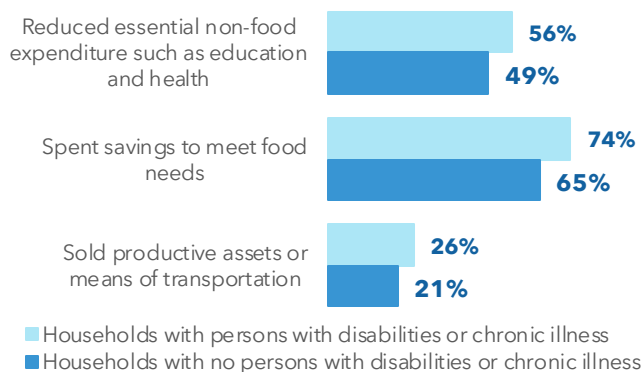 Reduced essential non-food
expenditure such as education
and health
56%
49%
Spent savings to meet food
needs
74%
65%
Sold productive assets or
means of transportation
26%
21%
Households with persons with disabilities or chronic illness
Households with no persons with disabilities or chronic illness